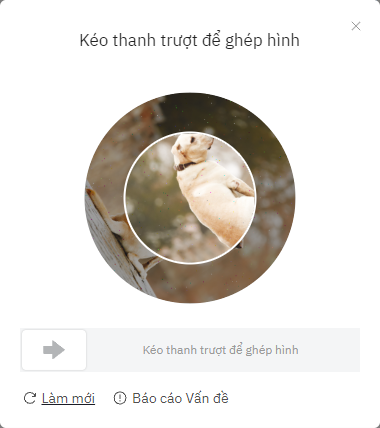 Kéo thanh trượt để ghép hình
Kéo thanh trượt để ghép hình
Làm mới
Báo cáo Vấn đề